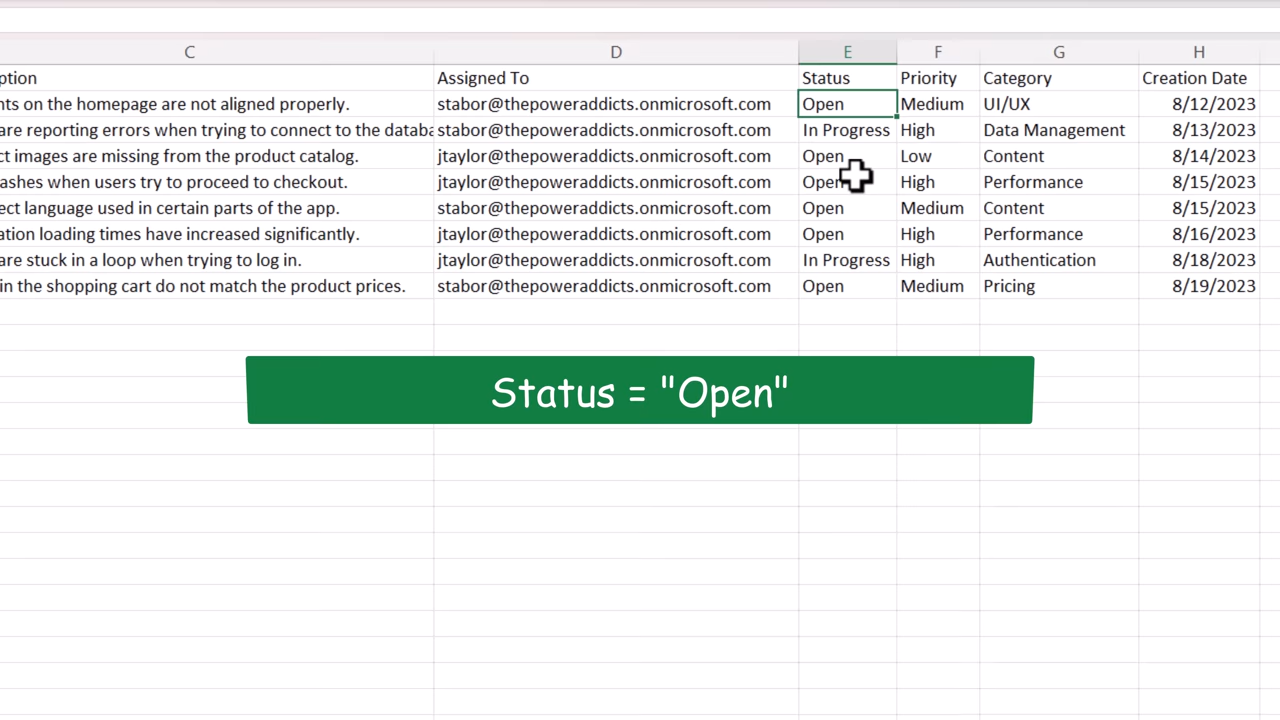 C D E F G H
ption Assigned To Status Priority Category Creation Date
nts on the homepage are not aligned properly. stabor@thepoweraddicts.onmicrosoft.com Open Medium UI/UX 8/12/2023
are reporting errors when trying to connect to the databa stabor@thepoweraddicts.onmicrosoft.com In Progress High Data Management 8/13/2023
ct images are missing from the product catalog. jtaylor@thepoweraddicts.onmicrosoft.com Open Low Content 8/14/2023
ashes when users try to proceed to checkout. jtaylor@thepoweraddicts.onmicrosoft.com Open High Performance 8/15/2023
ect language used in certain parts of the app. stabor@thepoweraddicts.onmicrosoft.com Open Medium Content 8/15/2023
ation loading times have increased significantly. jtaylor@thepoweraddicts.onmicrosoft.com Open High Performance 8/16/2023
are stuck in a loop when trying to log in. jtaylor@thepoweraddicts.onmicrosoft.com In Progress High Authentication 8/18/2023
in the shopping cart do not match the product prices. stabor@thepoweraddicts.onmicrosoft.com Open Medium Pricing 8/19/2023
Status = "Open"